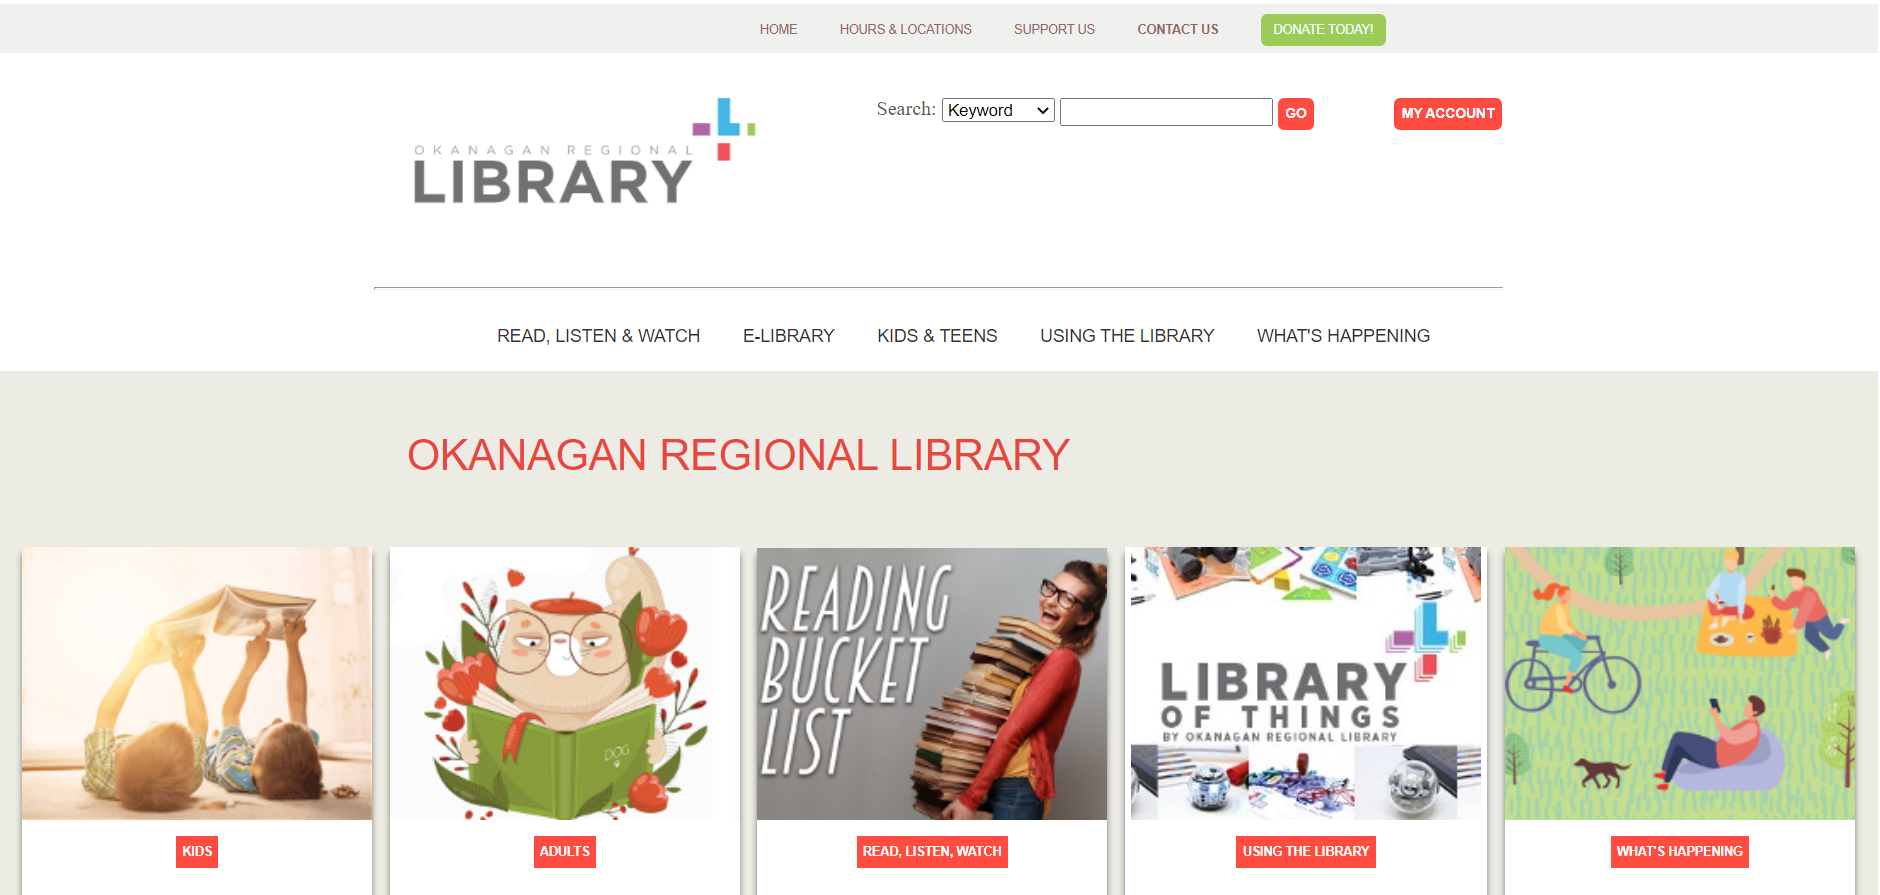 HOME HOURS & LOCATIONS SUPPORT US CONTACT US DONATE TODAY!
Search: Keyword GO MY ACCOUNT
OKANAGAN REGIONAL
LIBRARY
READ, LISTEN & WATCH E-LIBRARY KIDS & TEENS USING THE LIBRARY WHAT'S HAPPENING
OKANAGAN REGIONAL LIBRARY
DOG
READING
BUCKET
LIST
LIBRARY
OF THINGS
BY OKANAGAN REGIONAL LIBRARY
KIDS ADULTS READ, LISTEN, WATCH USING THE LIBRARY WHAT'S HAPPENING